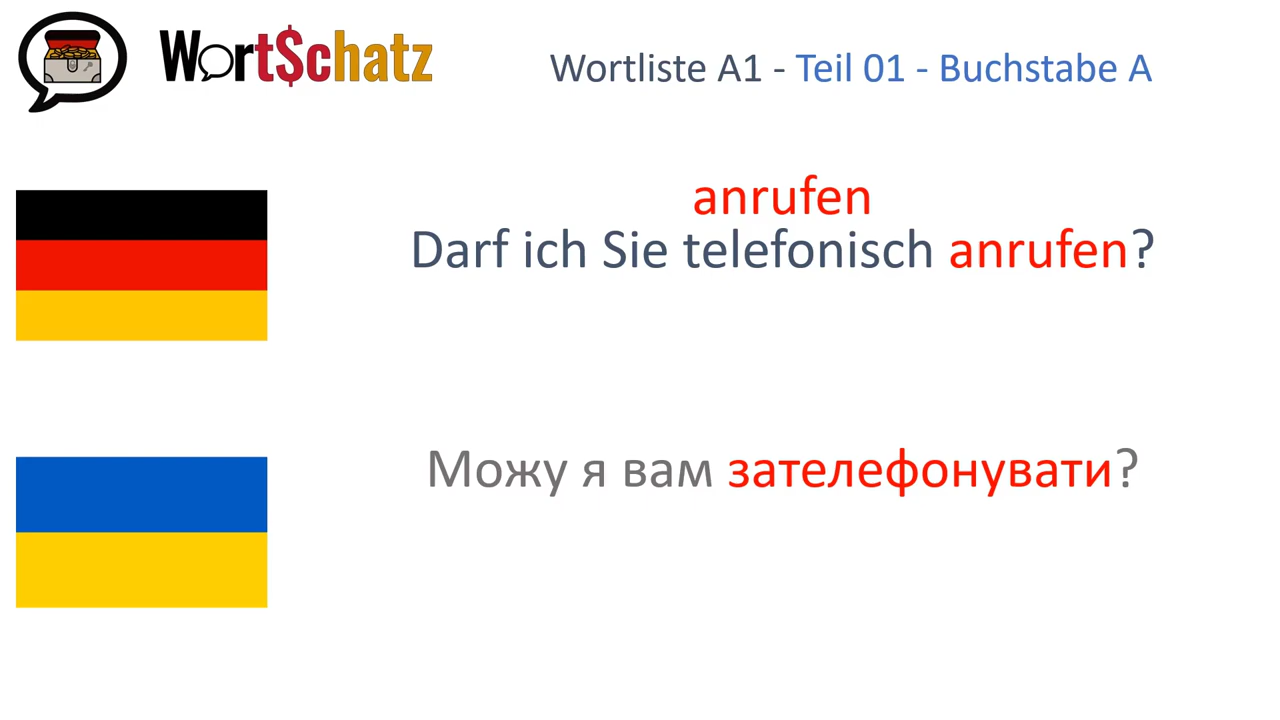 Wort$chatz
Wortliste A1 - Teil 01 - Buchstabe A
anrufen
Darf ich Sie telefonisch anrufen?
Можу я вам зателефонувати?